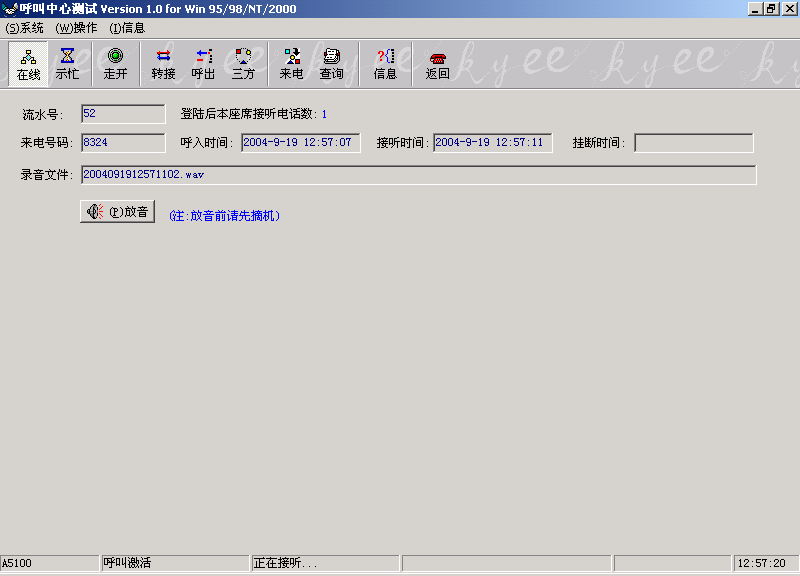 呼叫中心测试 Version 1.0 for Win 95/98/NT/2000
(S)系统 (W)操作 (I)信息
kyee kyee kyee kyee kyee ky
在线 示忙 走开 转接 呼出 三方 来电 查询 信息 返回
流水号: 52 登陆后本座席接听电话数: 1
来电号码: 8324 呼入时间: 2004-9-19 12:57:07 接听时间: 2004-9-19 12:57:11 挂断时间:
录音文件: 2004091912571102.wav
(P)放音 (注:放音前请先摘机)
A5100 呼叫激活 正在接听... 12:57:20